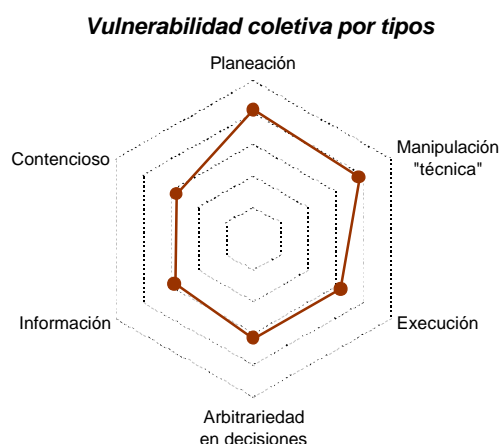 Vulnerabilidad coletiva por tipos
Planeación
Manipulación
"técnica"
Contencioso
Información
Execución
Arbitrariedad
en decisiones